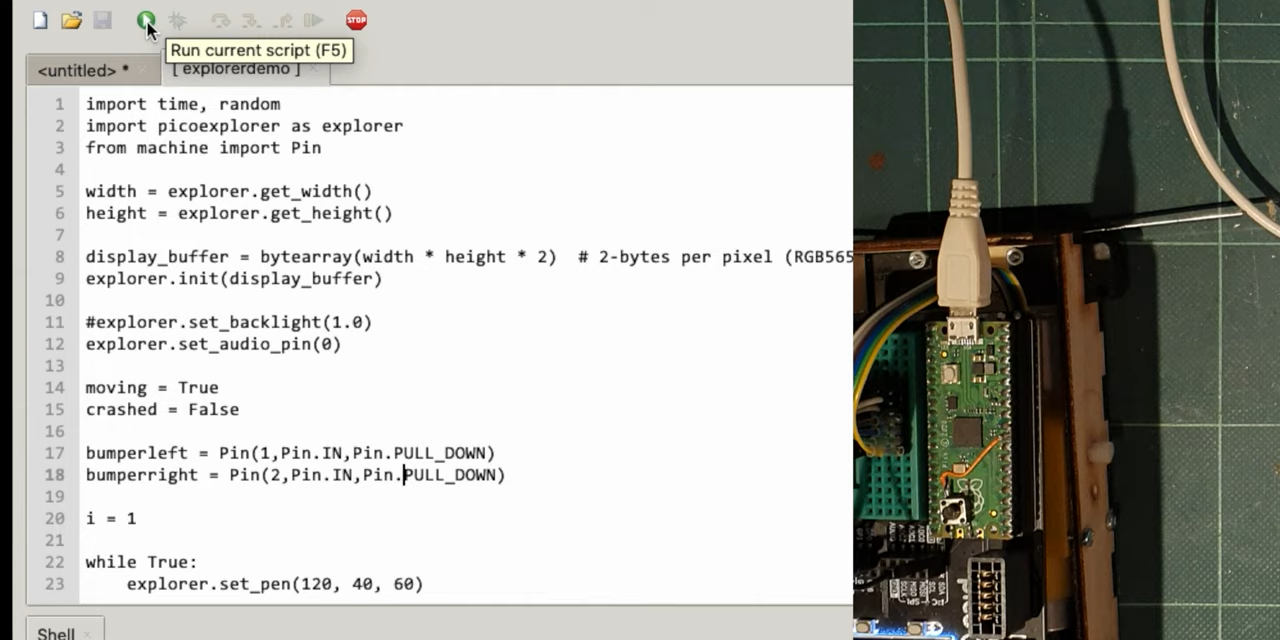 STOP
Run current script (F5)
<untitled> *
[ explorerdemo ]
1 import time, random
2 import picoexplorer as explorer
3 from machine import Pin
4
5 width = explorer.get_width()
6 height = explorer.get_height()
7
8 display_buffer = bytearray(width * height * 2)  # 2-bytes per pixel (RGB565
9 explorer.init(display_buffer)
10
11 #explorer.set_backlight(1.0)
12 explorer.set_audio_pin(0)
13
14 moving = True
15 crashed = False
16
17 bumperleft = Pin(1,Pin.IN,Pin.PULL_DOWN)
18 bumperright = Pin(2,Pin.IN,Pin.PULL_DOWN)
19
20 i = 1
21
22 while True:
23     explorer.set_pen(120, 40, 60)
Shell